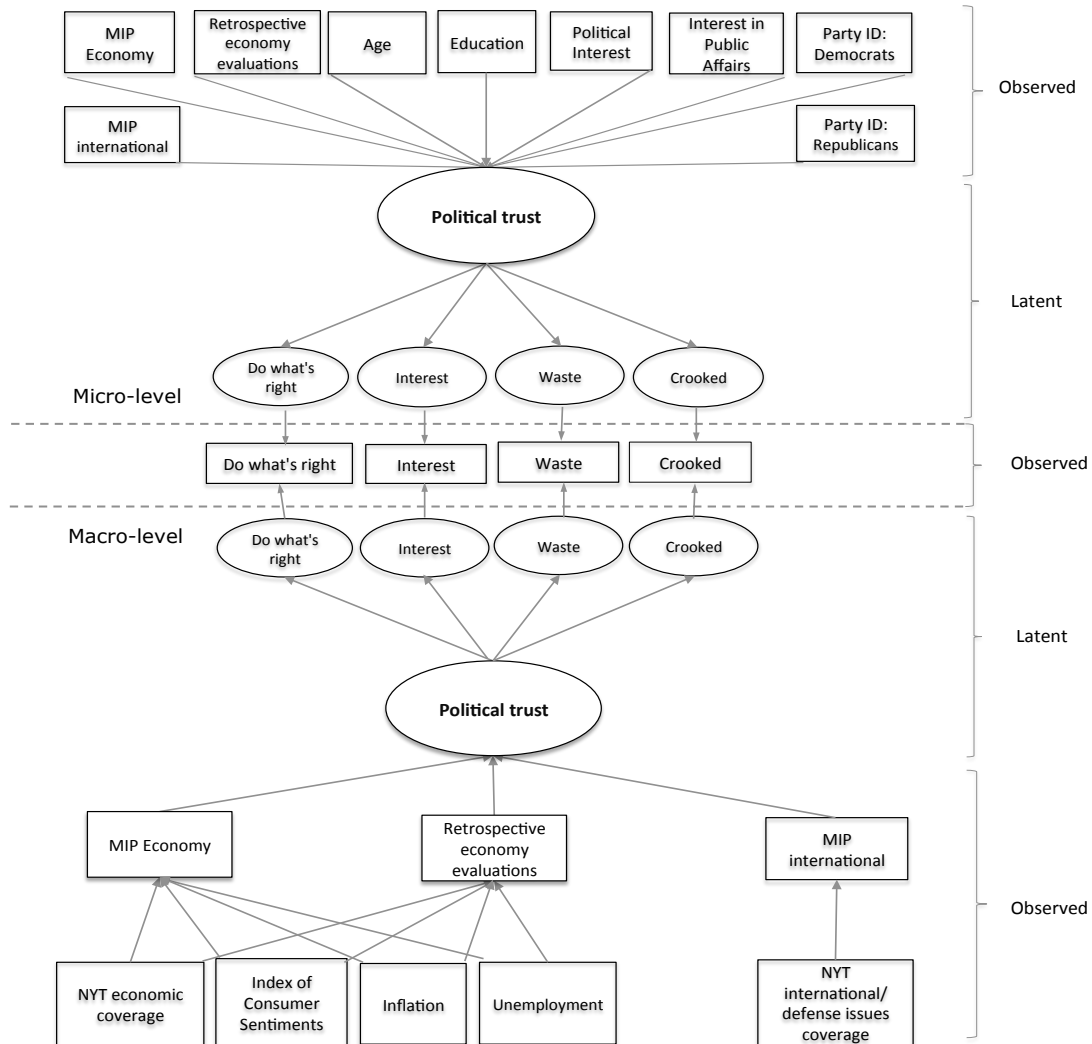 MIP
Economy
Retrospective
economy
evaluations
Age
Education
Political
Interest
Interest in
Public
Affairs
Party ID:
Democrats
Observed
MIP
international
Party ID:
Republicans
Political trust
Latent
Do what's
right
Interest
Waste
Crooked
Micro-level
Do what's right
Interest
Waste
Crooked
Observed
Macro-level
Do what's
right
Interest
Waste
Crooked
Latent
Political trust
MIP Economy
Retrospective
economy
evaluations
MIP
international
Observed
NYT economic
coverage
Index of
Consumer
Sentiments
Inflation
Unemployment
NYT
international/
defense issues
coverage